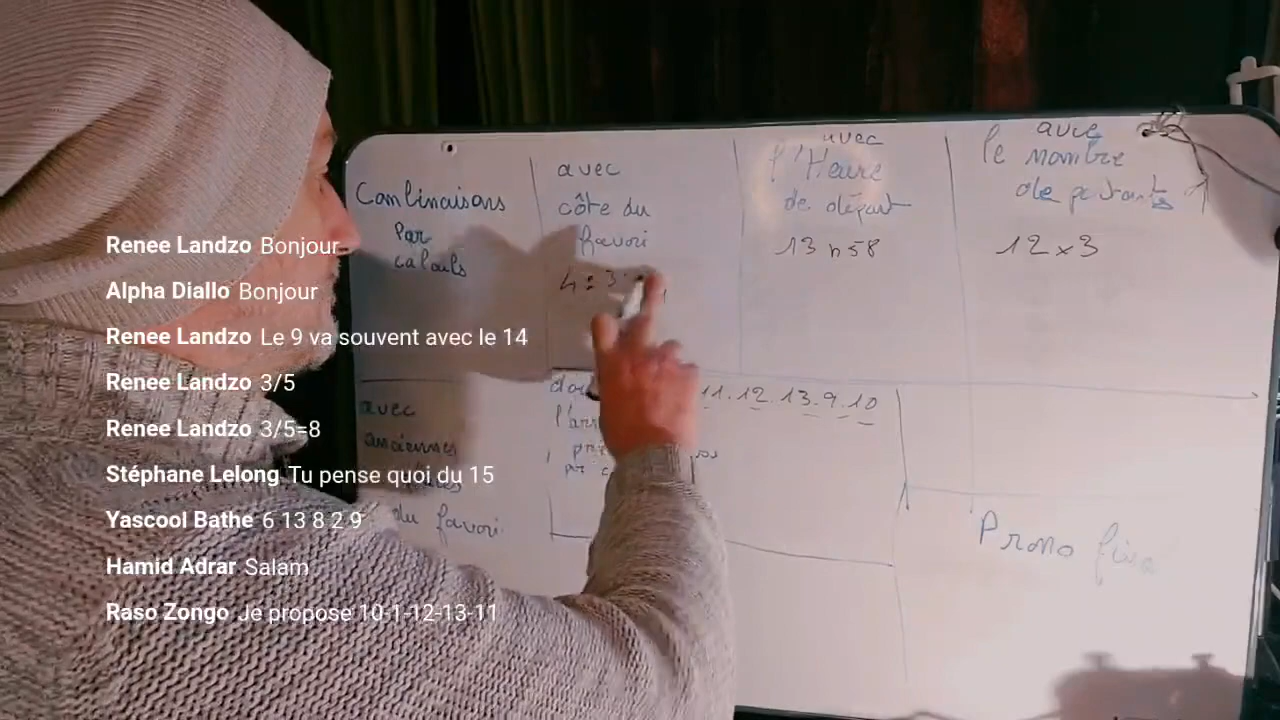 Combinaisons
Par
calculs
avec
côte du
favori
4 = 3
avec
l'Heure
de départ
13 h 58
avec
le nombre
de partants
12 x 3
avec
anciennes
du favori
11.12.13.9.10
Prono final
Renee Landzo Bonjour
Alpha Diallo Bonjour
Renee Landzo Le 9 va souvent avec le 14
Renee Landzo 3/5
Renee Landzo 3/5=8
Stéphane Lelong Tu pense quoi du 15
Yascool Bathe 6 13 8 2 9
Hamid Adrar Salam
Raso Zongo Je propose 10-1-12-13-11